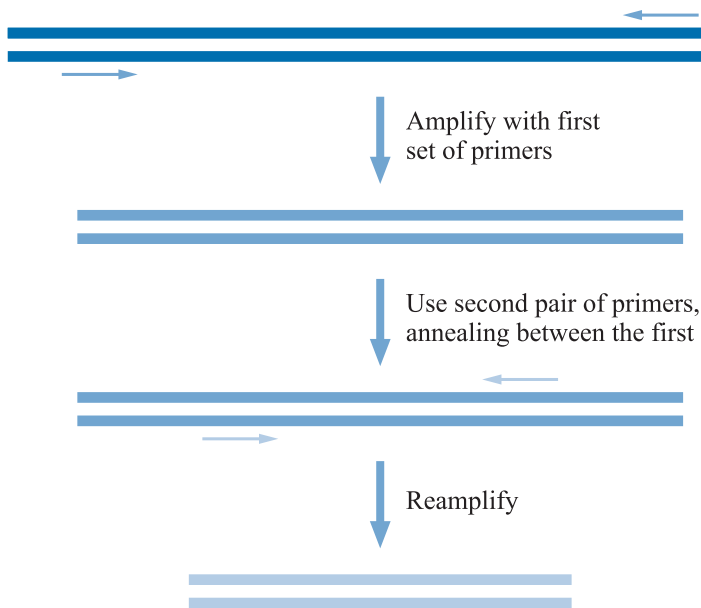 Amplify with first
set of primers
Use second pair of primers,
annealing between the first
Reamplify